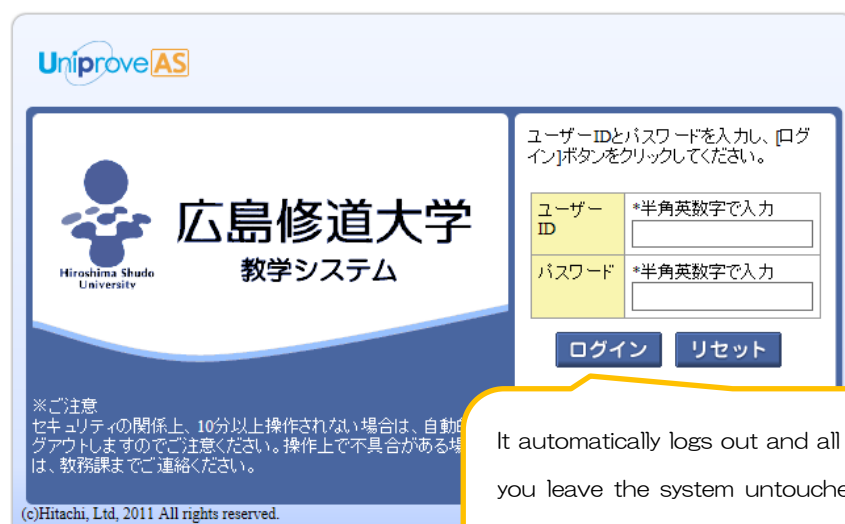 UniproveAS
ユーザーIDとパスワードを入力し、[ログ
イン]ボタンをクリックしてください。
ユーザー
ID
*半角英数字で入力
パスワード
*半角英数字で入力
ログイン
リセット
広島修道大学
教学システム
Hiroshima Shudo
University
※ご注意
セキュリティの関係上、10分以上操作されない場合は、自動
グアウトしますのでご注意ください。操作上で不具合がある場
は、教務課までご連絡ください。
(c)Hitachi, Ltd, 2011 All rights reserved.
It automatically logs out and all
you leave the system untouche